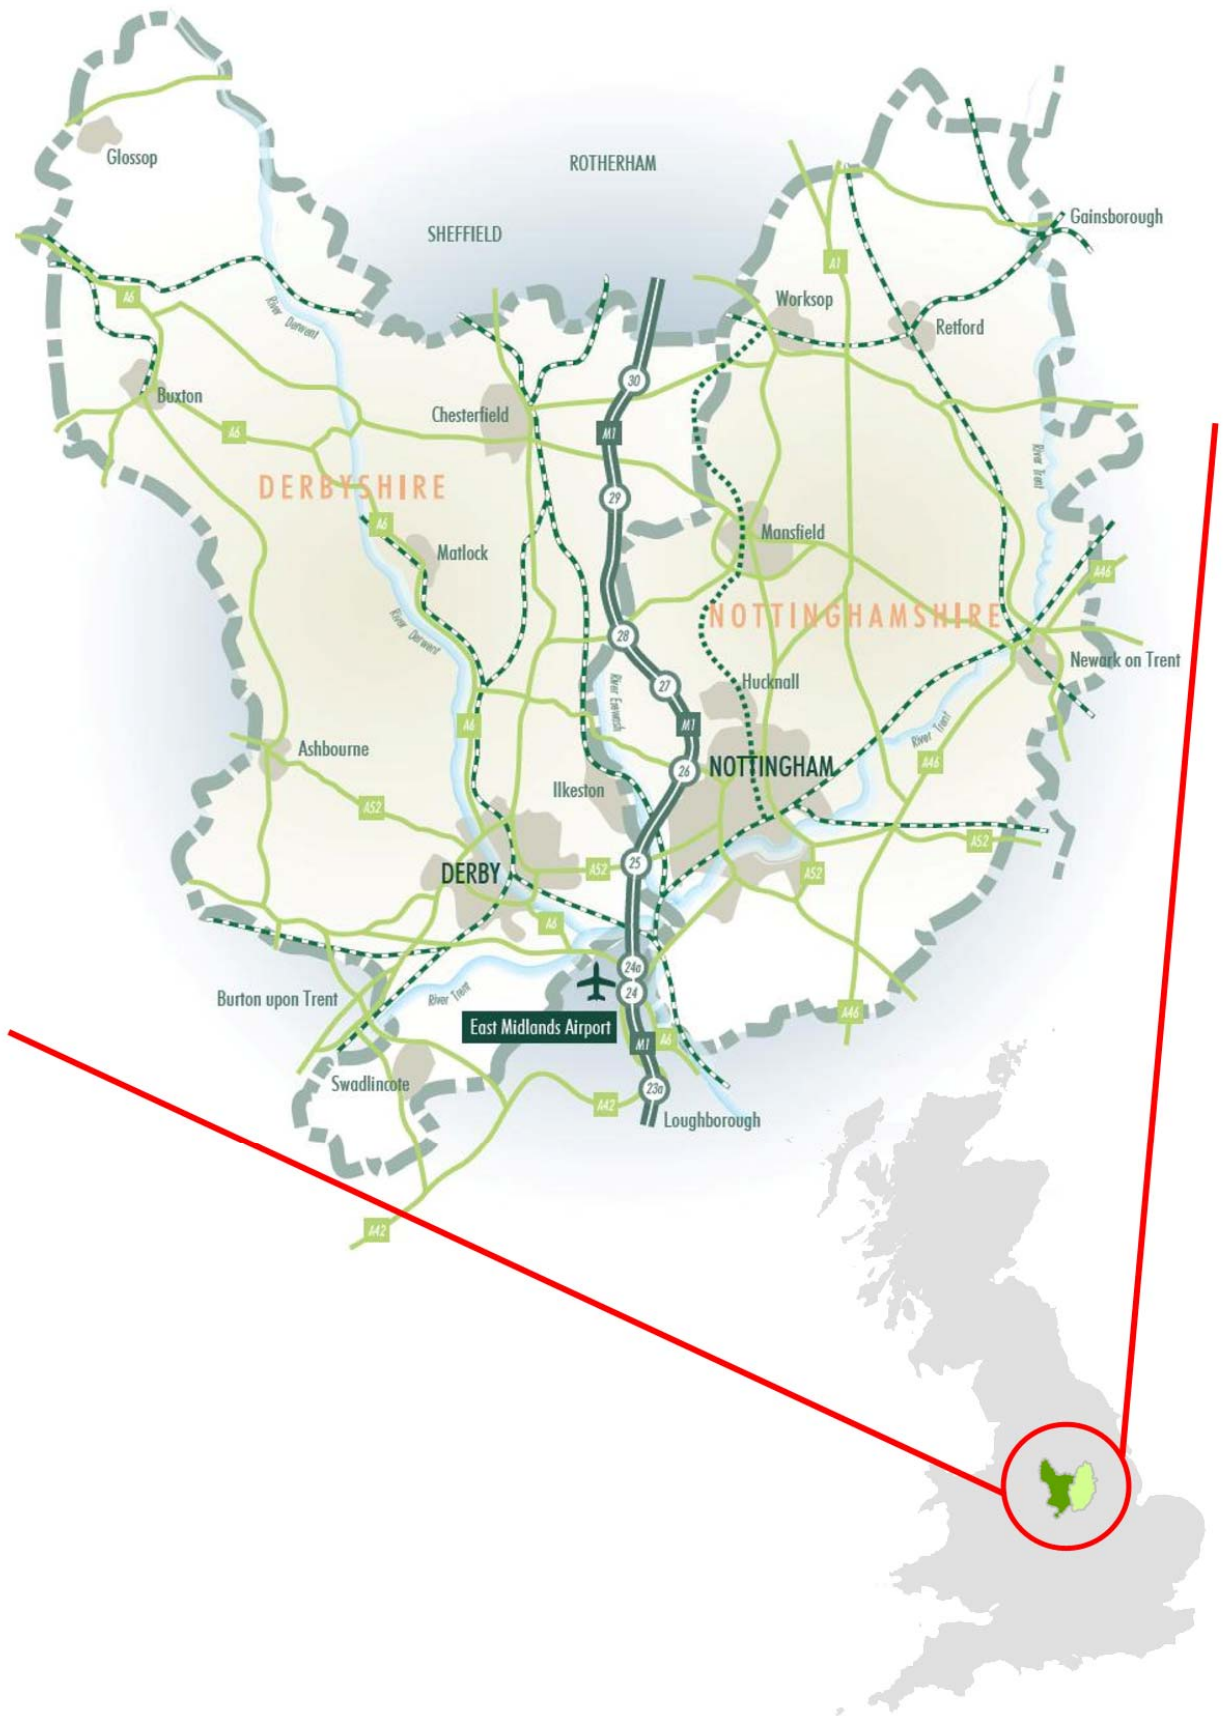 Glossop
ROTHERHAM
SHEFFIELD
Gainsborough
A1
A6
River Derwent
Worksop
Retford
30
Buxton
Chesterfield
A6
M1
River Trent
DERBYSHIRE
29
A6
Mansfield
Matlock
A46
NOTTINGHAMSHIRE
River Derwent
28
Newark on Trent
27
Hucknall
River Erewash
A6
M1
River Trent
Ashbourne
26
NOTTINGHAM
A46
Ilkeston
A52
A52
25
A52
A52
DERBY
A6
24a
River Trent
24
Burton upon Trent
A46
East Midlands Airport
M1
A6
Swadlincote
23a
A42
Loughborough
A42